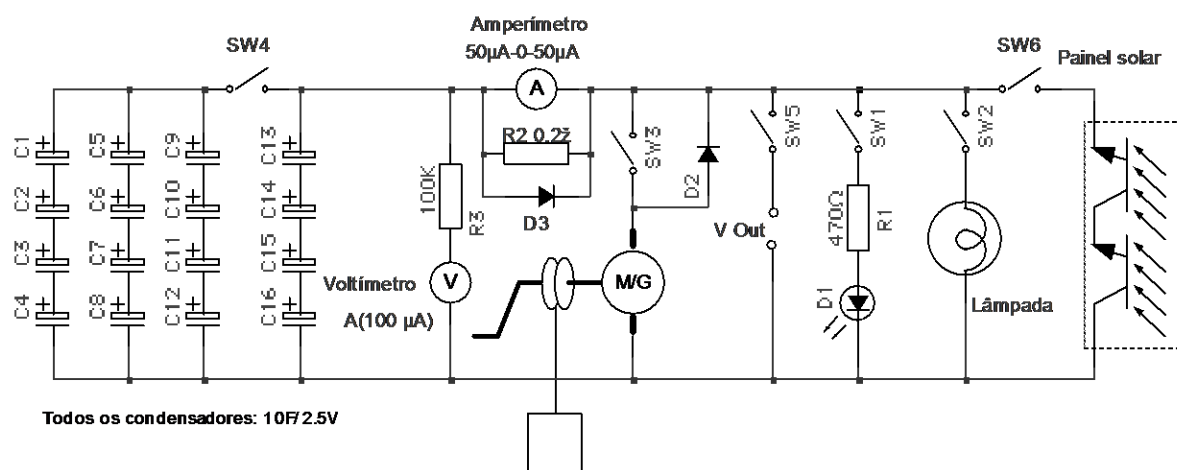 Amperímetro
50µA-0-50µA
SW4
SW6
Painel solar
A
C1
C5
C9
C13
R2 0.2ž
SW3
D2
SW5
SW1
SW2
C2
C6
C10
C14
100K
R3
D3
470Ω
R1
V Out
C3
C7
C11
C15
Voltímetro
V
M/G
A(100 µA)
D1
Lâmpada
C4
C8
C12
C16
Todos os condensadores: 10F/2.5V